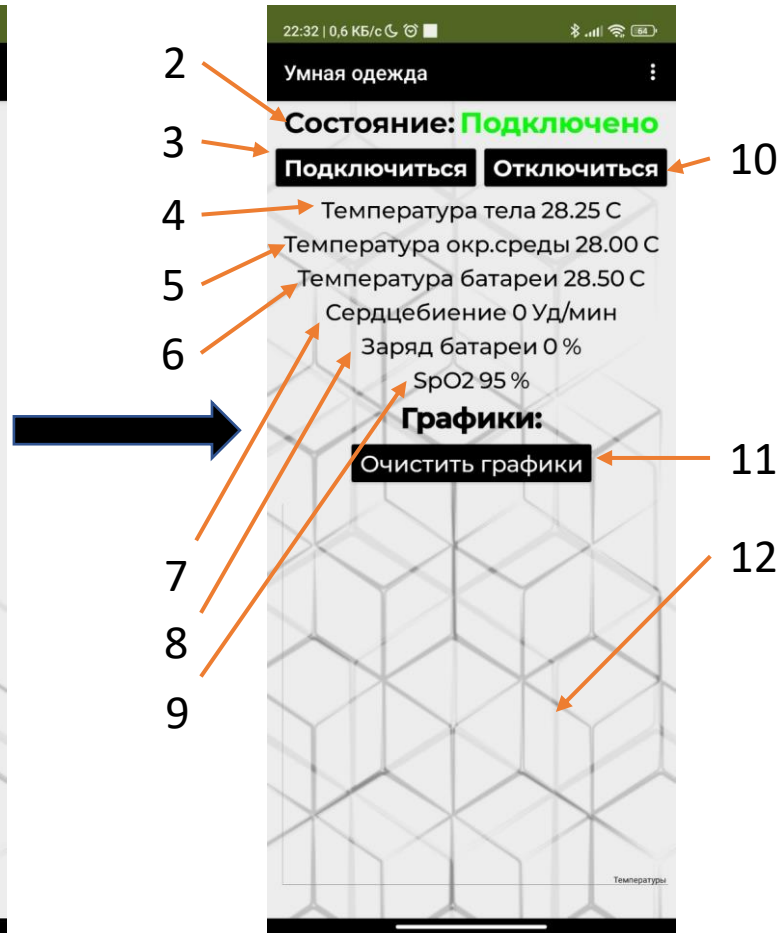 22:32 | 0,6 КБ/с
64
2
Умная одежда
Состояние: Подключено
3
Подключиться Отключиться
10
4
Температура тела 28.25 C
5
Температура окр.среды 28.00 C
6
Температура батареи 28.50 C
Сердцебиение 0 Уд/мин
Заряд батареи 0 %
SpO2 95 %
Графики:
Очистить графики
11
7
12
8
9
Температуры